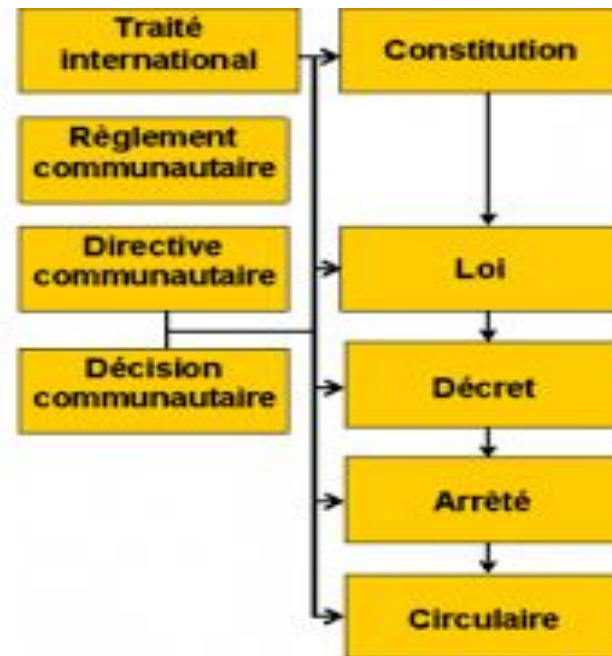 Traité
international
Constitution
Règlement
communautaire
Directive
communautaire
Loi
Décision
communautaire
Décret
Arrêté
Circulaire